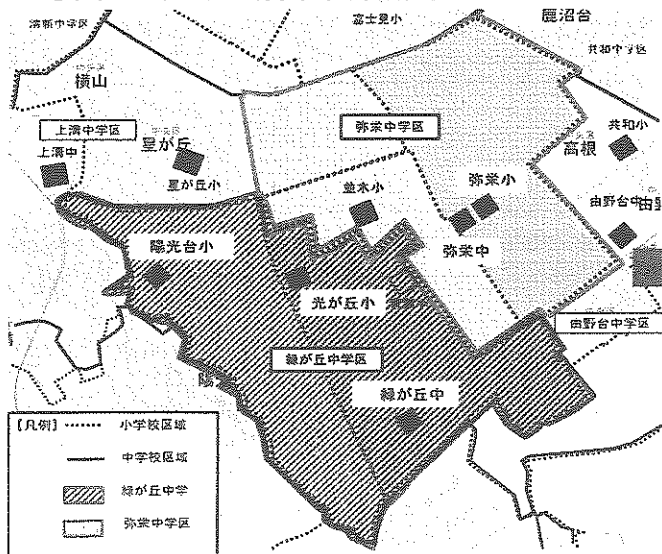 鹿沼台
富士見小
清新中学区
共和中学区
横山
上溝中学区
弥栄中学区
共和小
星が丘
高根
上溝中
星が丘小
並木小
弥栄小
由野台中
陽光台小
弥栄中
光が丘小
由野台中学区
緑が丘中学区
緑が丘中
【凡例】
小学校区域
中学校区域
緑が丘中学
弥栄中学区